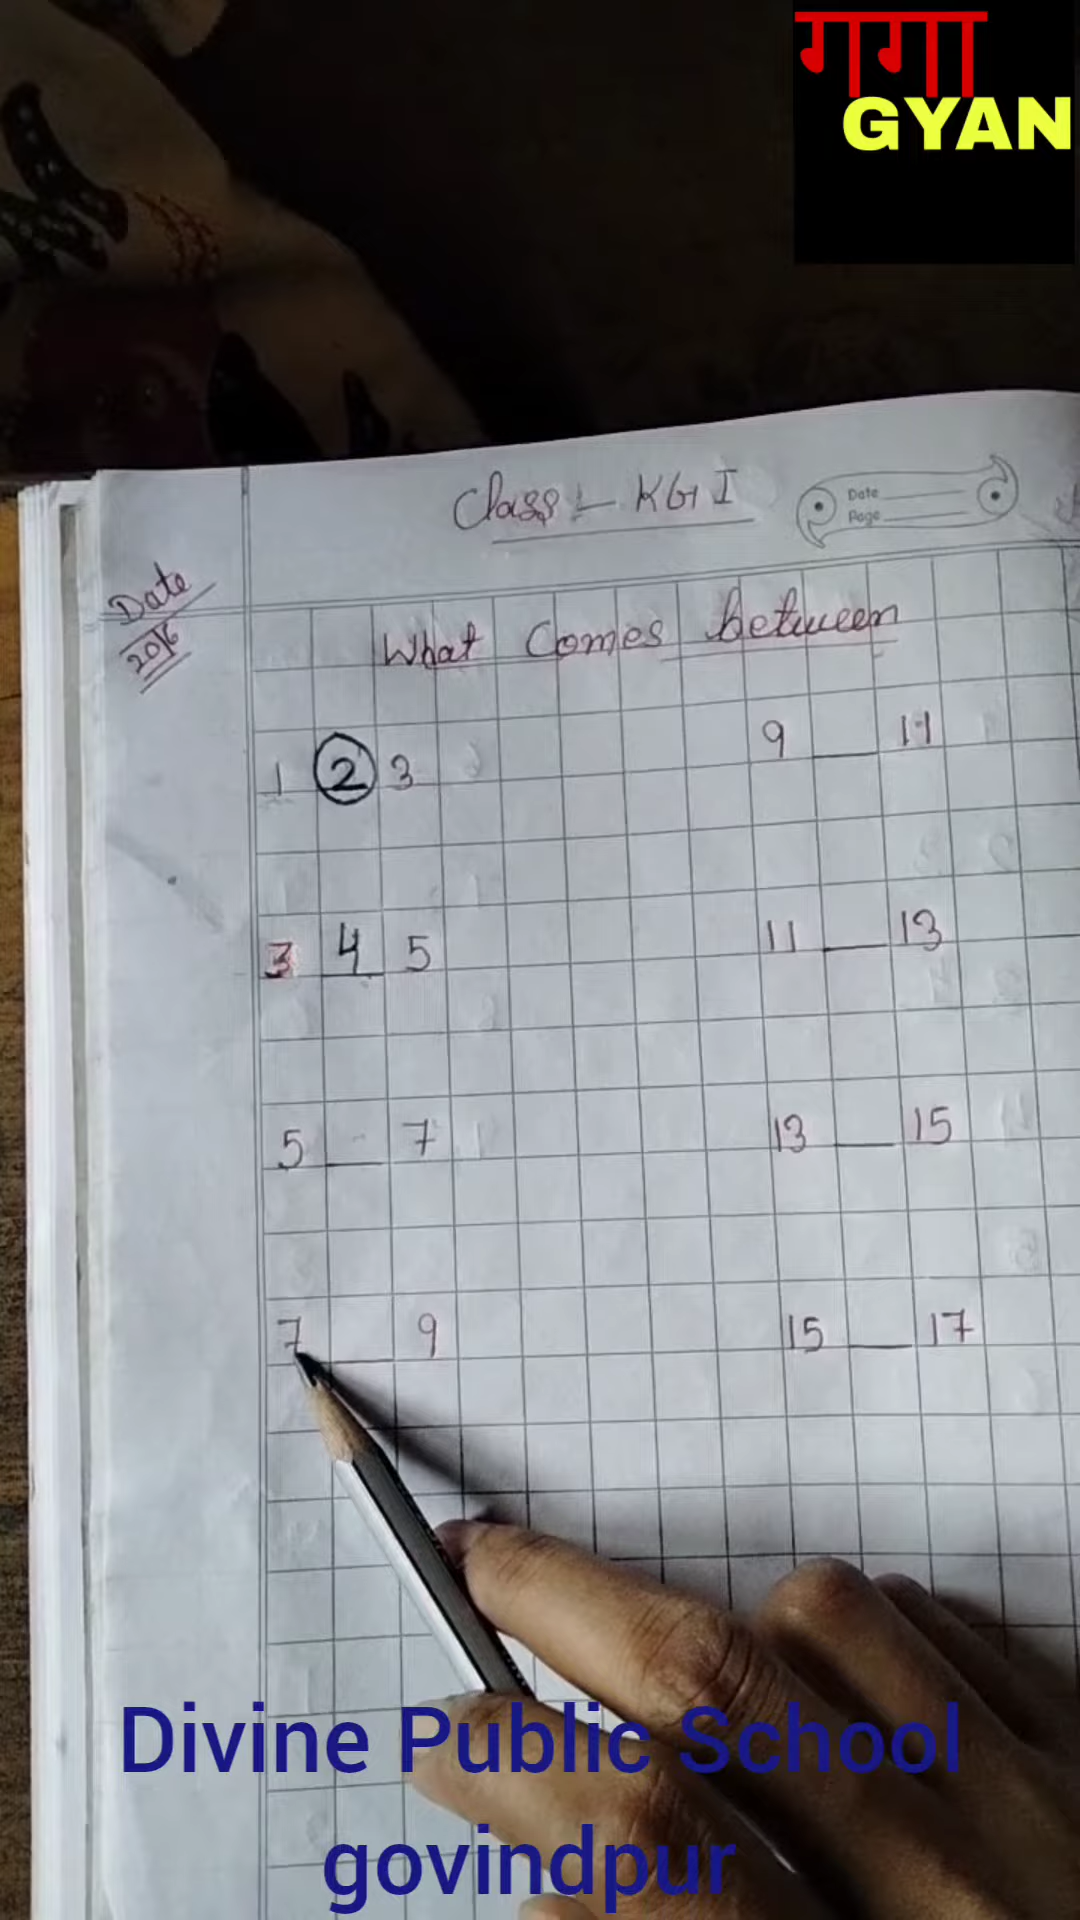 गगा
GYAN
Class :- KG I
Date
Page
Date
20/6
What Comes between
1 2 3
9 __ 11
3 4 5
11 __ 13
5 __ 7
13 __ 15
7 __ 9
15 __ 17
Divine Public School
govindpur